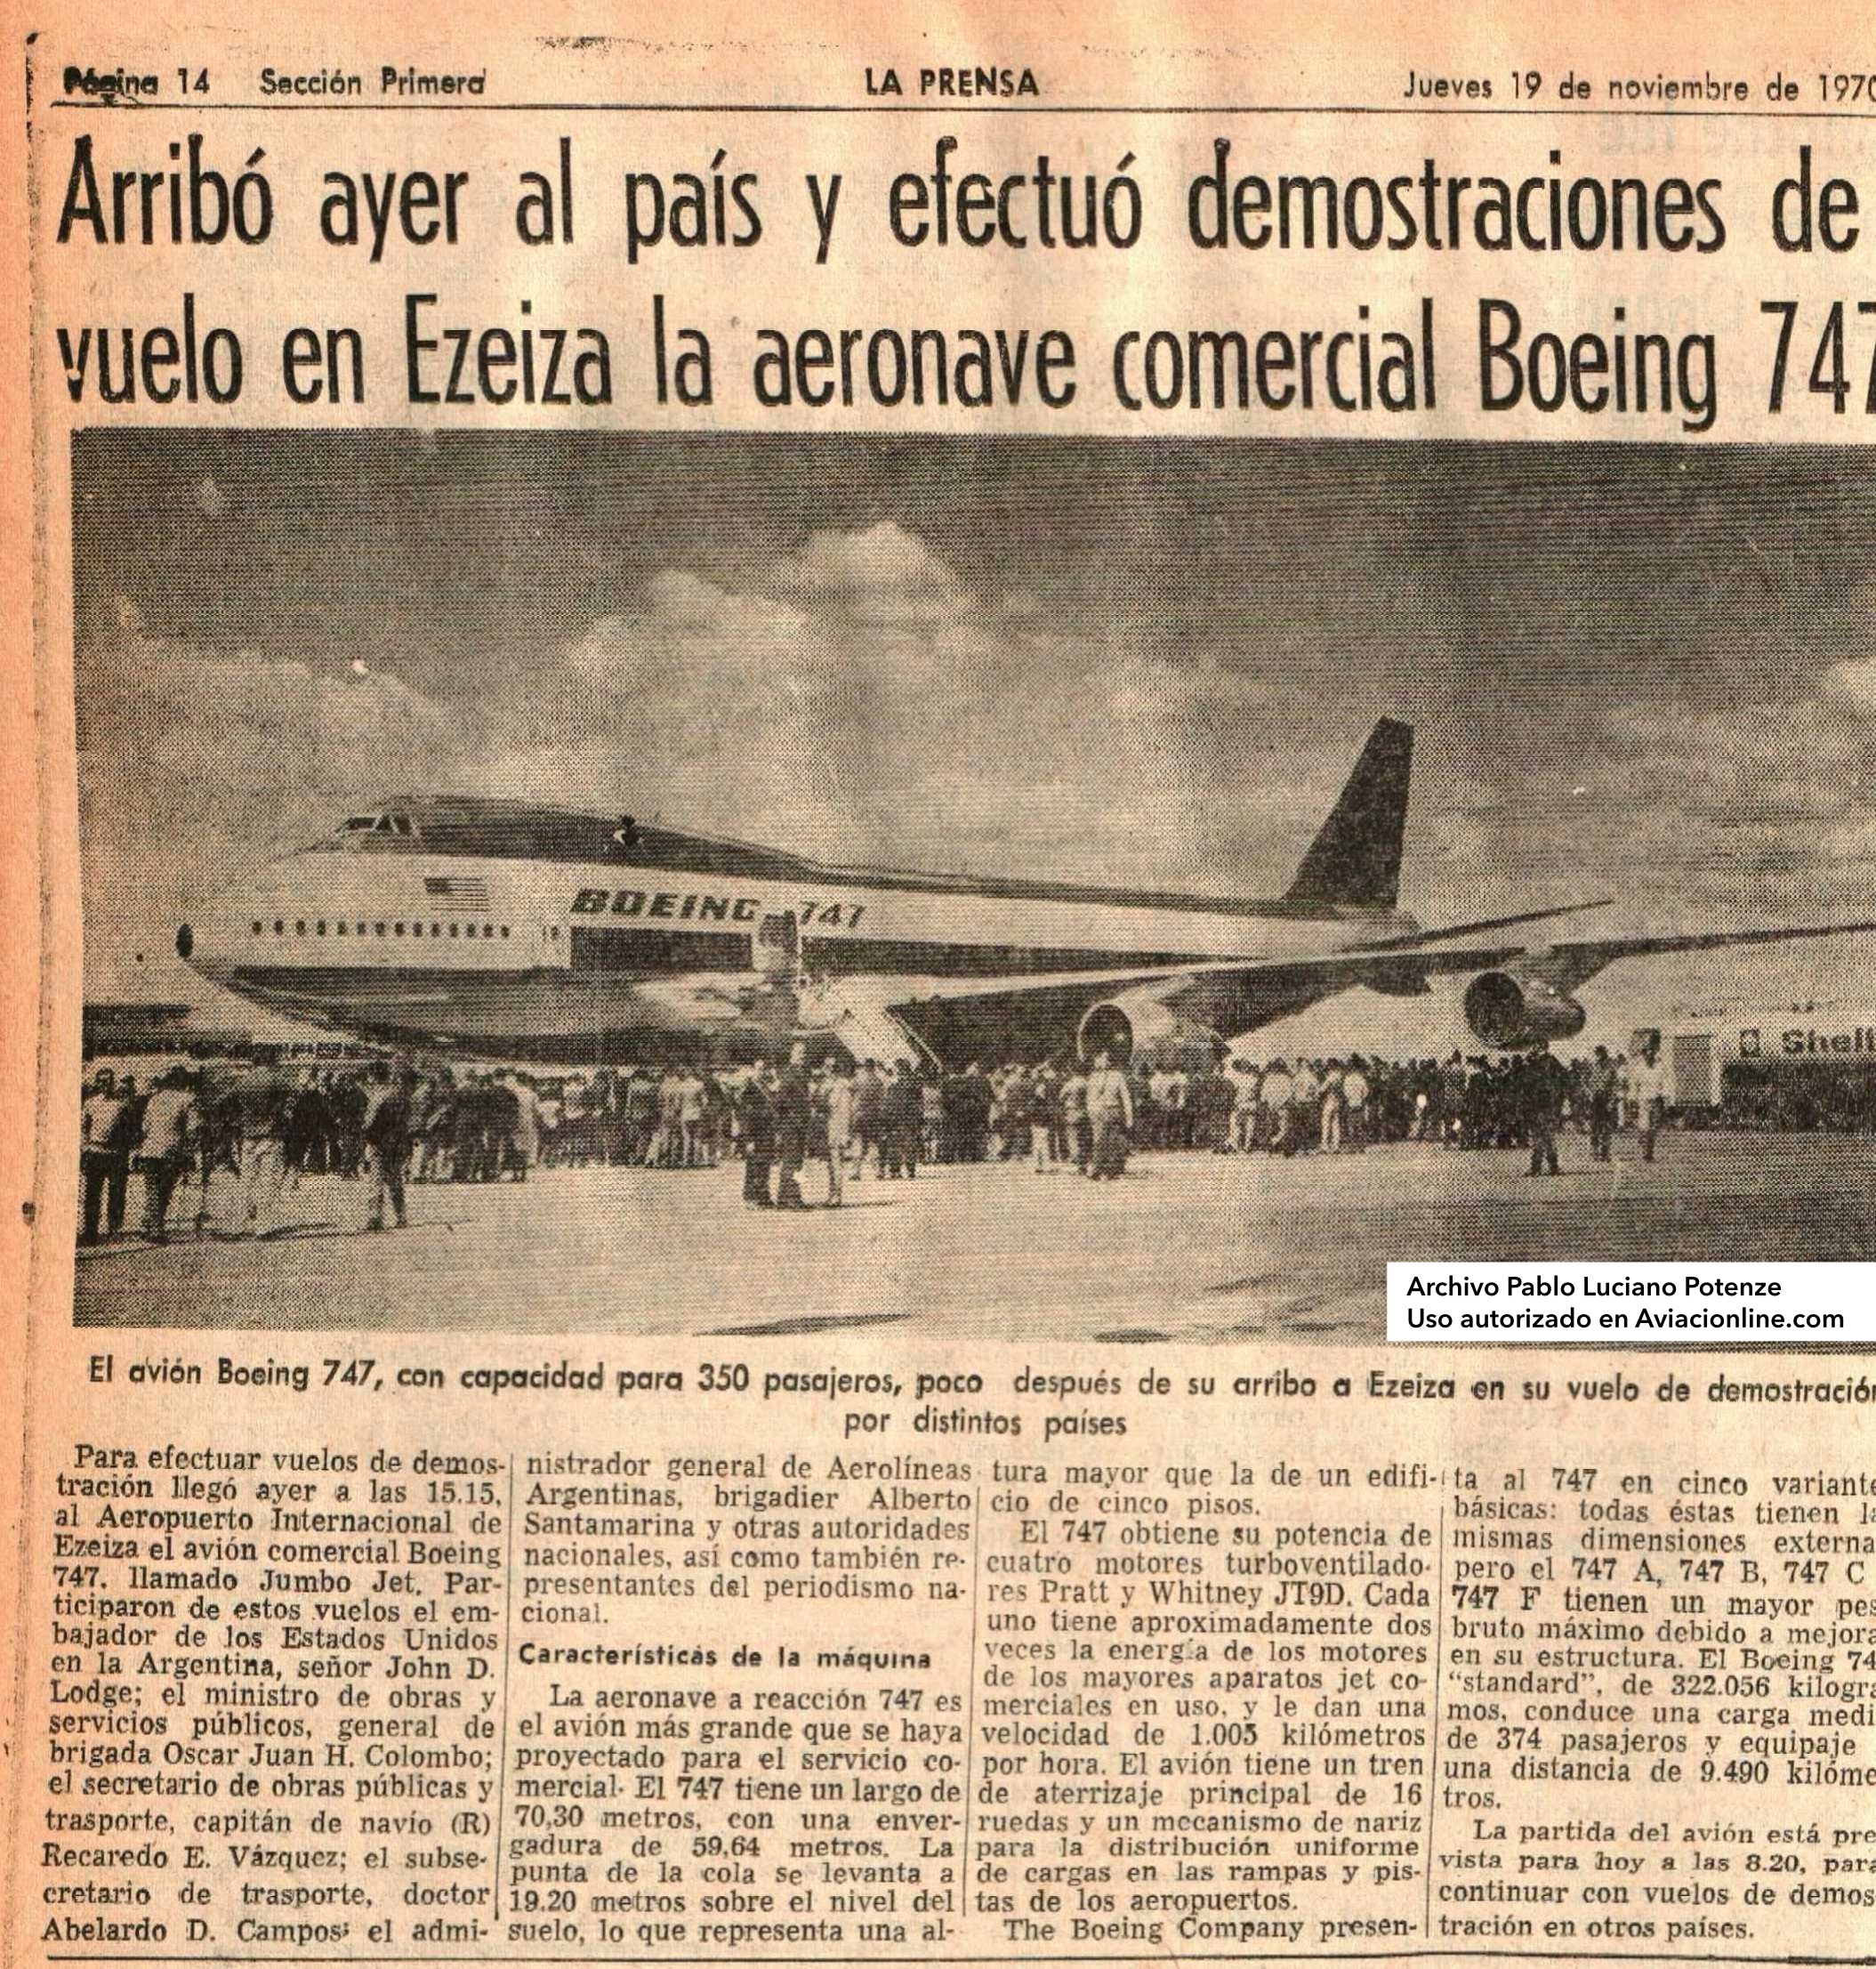 Página 14 Sección Primera
LA PRENSA
Jueves 19 de noviembre de 1970
Arribó ayer al país y efectuó demostraciones de
vuelo en Ezeiza la aeronave comercial Boeing 747
BOEING 747
Shell
Archivo Pablo Luciano Potenze
Uso autorizado en Aviacionline.com
El avión Boeing 747, con capacidad para 350 pasajeros, poco después de su arribo a Ezeiza en su vuelo de demostración
por distintos países
Para efectuar vuelos de demos-
tración llegó ayer a las 15.15,
al Aeropuerto Internacional de
Ezeiza el avión comercial Boeing
747, llamado Jumbo Jet. Par-
ticiparon de estos vuelos el em-
bajador de los Estados Unidos
en la Argentina, señor John D.
Lodge; el ministro de obras y
servicios públicos, general de
brigada Oscar Juan H. Colombo;
el secretario de obras públicas y
trasporte, capitán de navío (R)
Recaredo E. Vázquez; el subse-
cretario de trasporte, doctor
Abelardo D. Campos; el admi-
nistrador general de Aerolíneas
Argentinas, brigadier Alberto
Santamarina y otras autoridades
nacionales, así como también re-
presentantes del periodismo na-
cional.
Características de la máquina
La aeronave a reacción 747 es
el avión más grande que se haya
proyectado para el servicio co-
mercial. El 747 tiene un largo de
70,30 metros, con una enver-
gadura de 59,64 metros. La
punta de la cola se levanta a
19.20 metros sobre el nivel del
suelo, lo que representa una al-
tura mayor que la de un edifi-
cio de cinco pisos.
El 747 obtiene su potencia de
cuatro motores turboventilado-
res Pratt y Whitney JT9D. Cada
uno tiene aproximadamente dos
veces la energía de los motores
de los mayores aparatos jet co-
merciales en uso, y le dan una
velocidad de 1.005 kilómetros
por hora. El avión tiene un tren
de aterrizaje principal de 16
ruedas y un mecanismo de nariz
para la distribución uniforme
de cargas en las rampas y pis-
tas de los aeropuertos.
The Boeing Company presen-
ta al 747 en cinco variante
básicas: todas éstas tienen la
mismas dimensiones externa
pero el 747 A, 747 B, 747 C
747 F tienen un mayor pes
bruto máximo debido a mejora
en su estructura. El Boeing 74
"standard", de 322.056 kilogra
mos, conduce una carga medi
de 374 pasajeros y equipaje
una distancia de 9.490 kilóme
tros.
La partida del avión está pre
vista para hoy a las 8.20, para
continuar con vuelos de demos
tración en otros países.